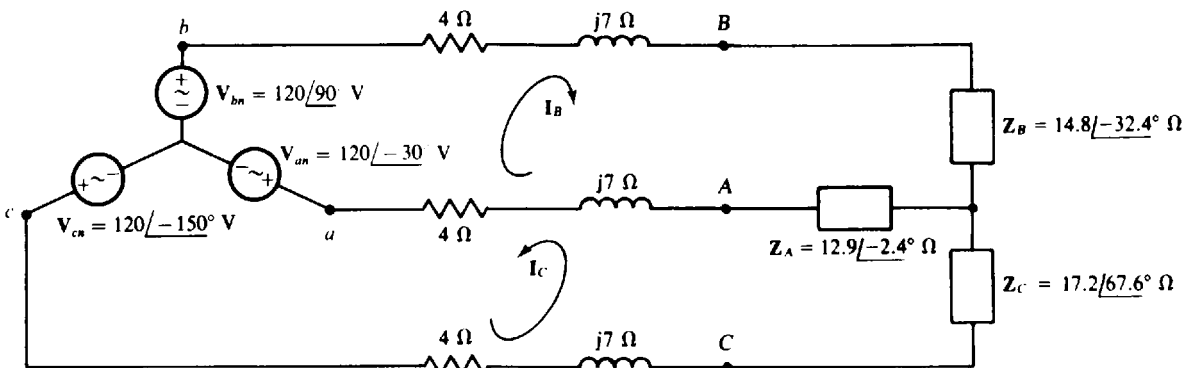 b
4 Ω
j7 Ω
B
V_bn = 120/90 V
I_B
Z_B = 14.8/−32.4° Ω
V_an = 120/−30 V
j7 Ω
A
c
V_cn = 120/−150° V
a
4 Ω
Z_A = 12.9/−2.4° Ω
I_C
Z_C = 17.2/67.6° Ω
4 Ω
j7 Ω
C